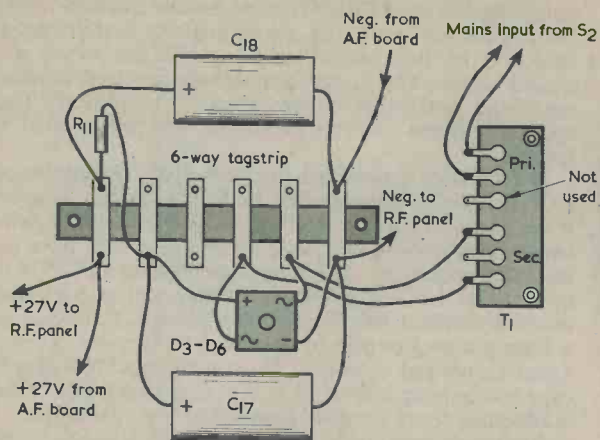 Neg. from
A.F. board
Mains input from S2
C18
+
R11
6-way tagstrip
Pri.
Not
used
Neg. to
R.F. panel
Sec.
T1
+27V to
R.F. panel
+ ~
~ -
D3-D6
+27V from
A.F. board
+ C17